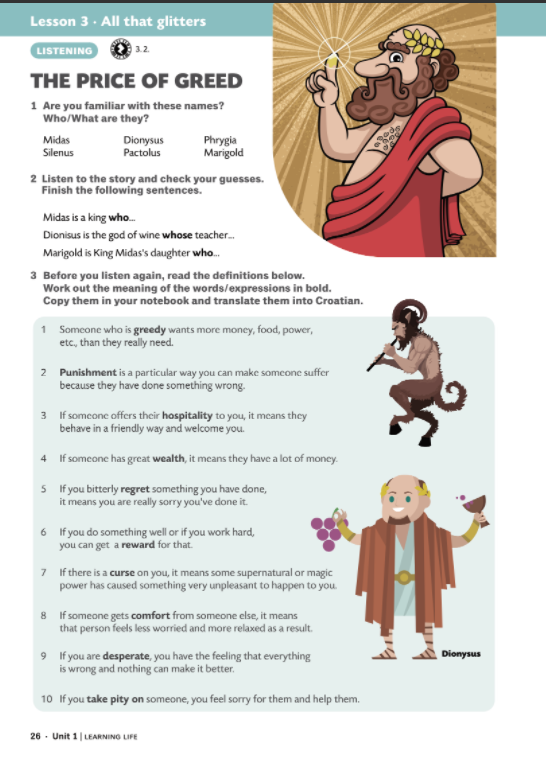 Lesson 3 · All that glitters
LISTENING 3.2.
THE PRICE OF GREED
1 Are you familiar with these names?
Who/What are they?
Midas Dionysus Phrygia
Silenus Pactolus Marigold
2 Listen to the story and check your guesses.
Finish the following sentences.
Midas is a king who...
Dionisus is the god of wine whose teacher...
Marigold is King Midas's daughter who...
3 Before you listen again, read the definitions below.
Work out the meaning of the words/expressions in bold.
Copy them in your notebook and translate them into Croatian.
1 Someone who is greedy wants more money, food, power,
etc., than they really need.
2 Punishment is a particular way you can make someone suffer
because they have done something wrong.
3 If someone offers their hospitality to you, it means they
behave in a friendly way and welcome you.
4 If someone has great wealth, it means they have a lot of money.
5 If you bitterly regret something you have done,
it means you are really sorry you've done it.
6 If you do something well or if you work hard,
you can get a reward for that.
7 If there is a curse on you, it means some supernatural or magic
power has caused something very unpleasant to happen to you.
8 If someone gets comfort from someone else, it means
that person feels less worried and more relaxed as a result.
9 If you are desperate, you have the feeling that everything
is wrong and nothing can make it better.
Dionysus
10 If you take pity on someone, you feel sorry for them and help them.
26 · Unit 1 | LEARNING LIFE